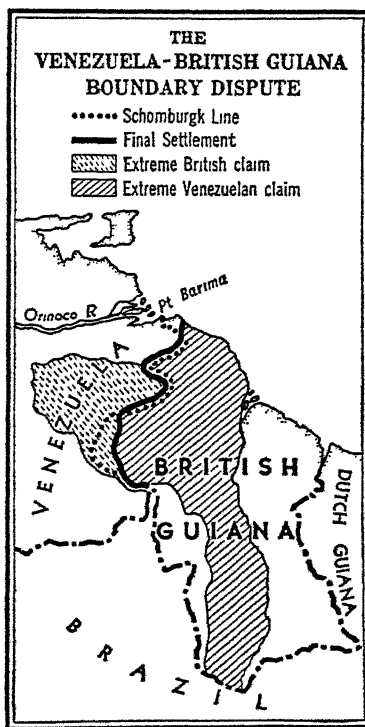 THE
VENEZUELA-BRITISH GUIANA
BOUNDARY DISPUTE
Schomburgk Line
Final Settlement
Extreme British claim
Extreme Venezuelan claim
Pt Barima
Orinoco R
VENEZUELA
BRITISH
GUIANA
DUTCH GUIANA
BRAZIL